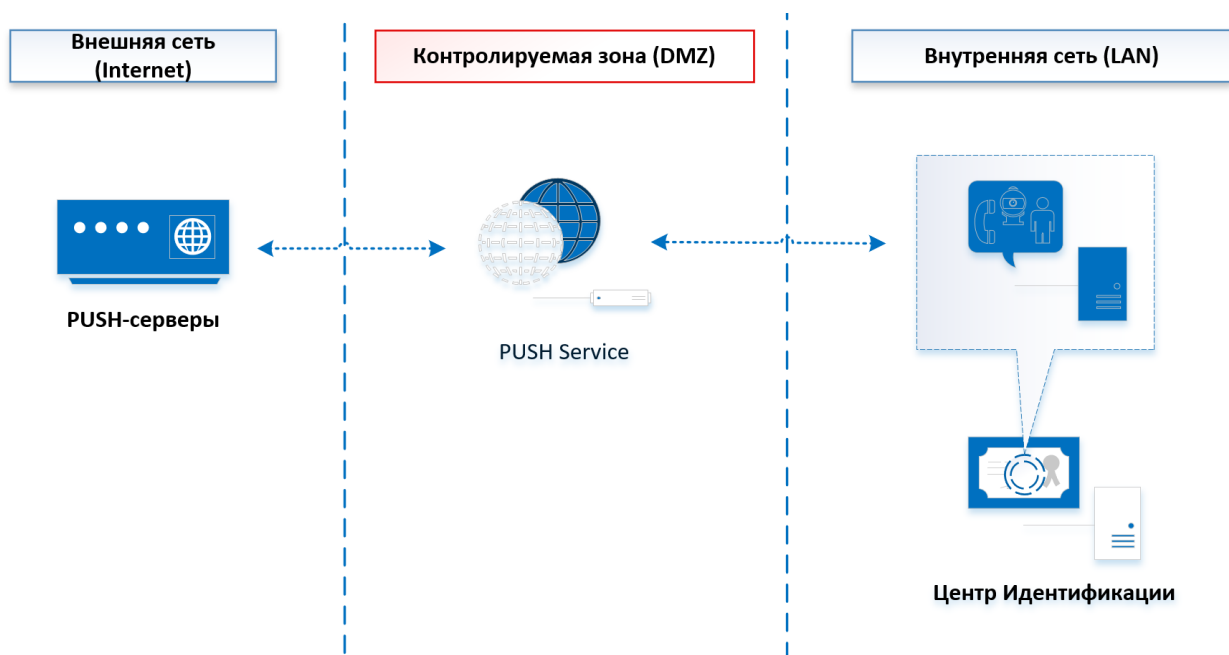 Внешняя сеть
(Internet)
Контролируемая зона (DMZ)
Внутренняя сеть (LAN)
PUSH-серверы
PUSH Service
Центр Идентификации